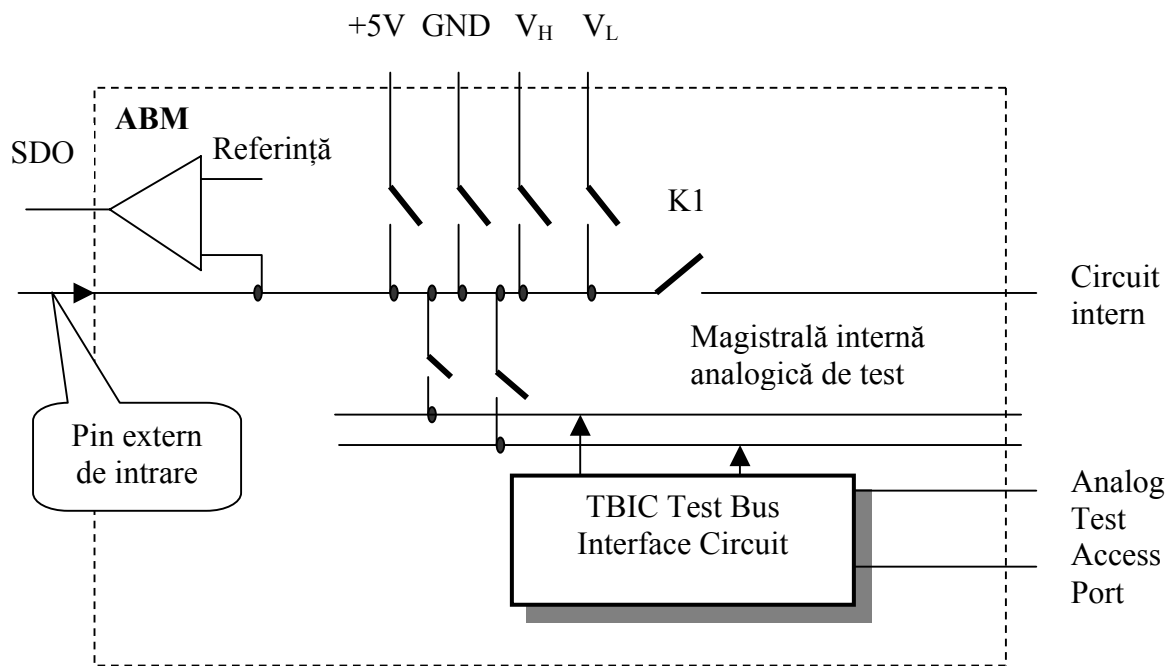 +5V GND V_H V_L
ABM
SDO
Referință
K1
Circuit
intern
Magistrală internă
analogică de test
Pin extern
de intrare
TBIC Test Bus
Interface Circuit
Analog
Test
Access
Port